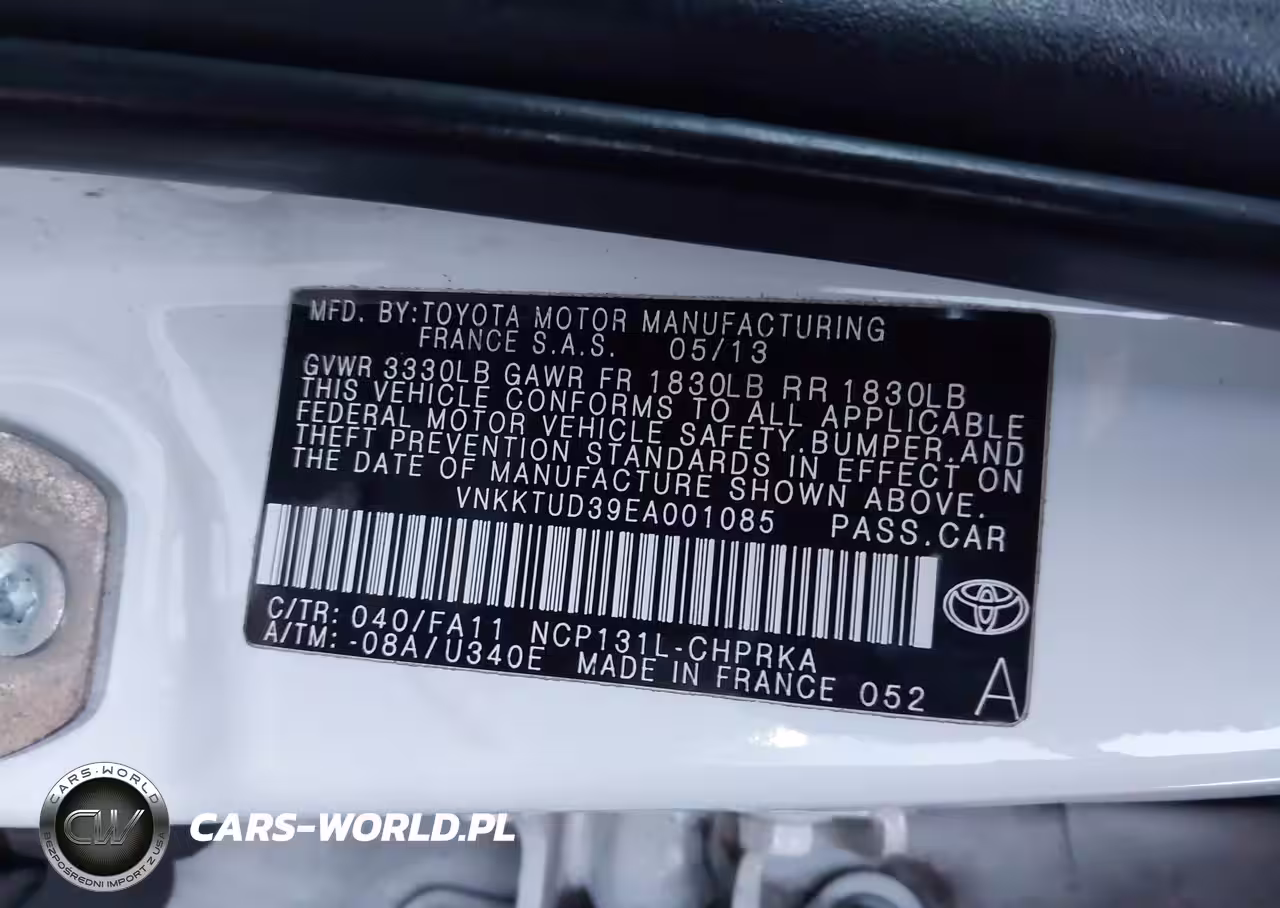 MFD. BY:TOYOTA MOTOR MANUFACTURING
FRANCE S.A.S. 05/13
GVWR 3330LB GAWR FR 1830LB RR 1830LB
THIS VEHICLE CONFORMS TO ALL APPLICABLE
FEDERAL MOTOR VEHICLE SAFETY,BUMPER,AND
THEFT PREVENTION STANDARDS IN EFFECT ON
THE DATE OF MANUFACTURE SHOWN ABOVE.
VNKKTUD39EA001085 PASS.CAR
C/TR: 040/FA11 NCP131L-CHPRKA
A/TM: -08A/U340E MADE IN FRANCE 052 A
CARS-WORLD
CW
BEZPOŚREDNI IMPORT Z USA
CARS-WORLD.PL